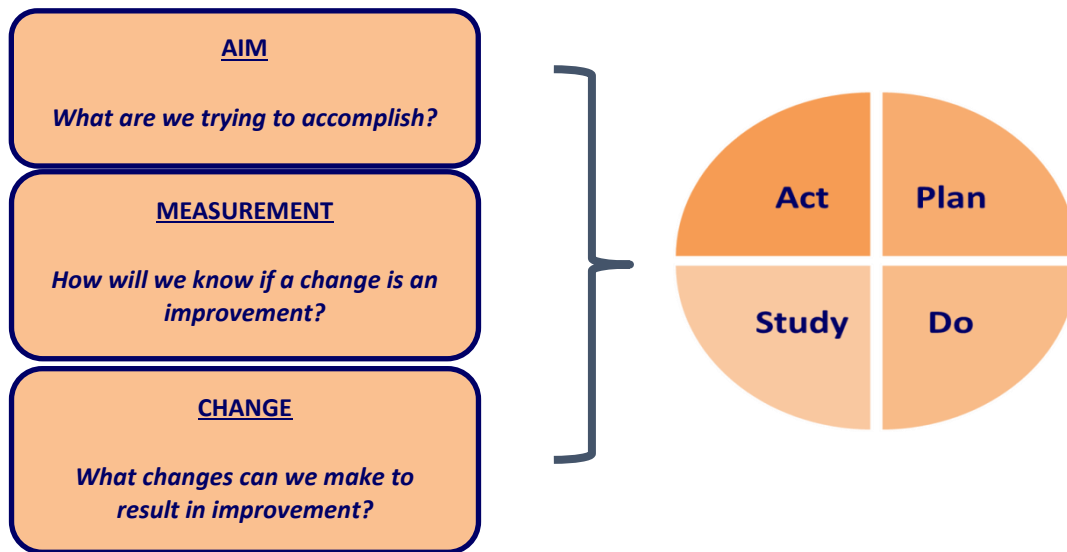 AIM
What are we trying to accomplish?
MEASUREMENT
How will we know if a change is an
improvement?
CHANGE
What changes can we make to
result in improvement?
Act
Plan
Study
Do